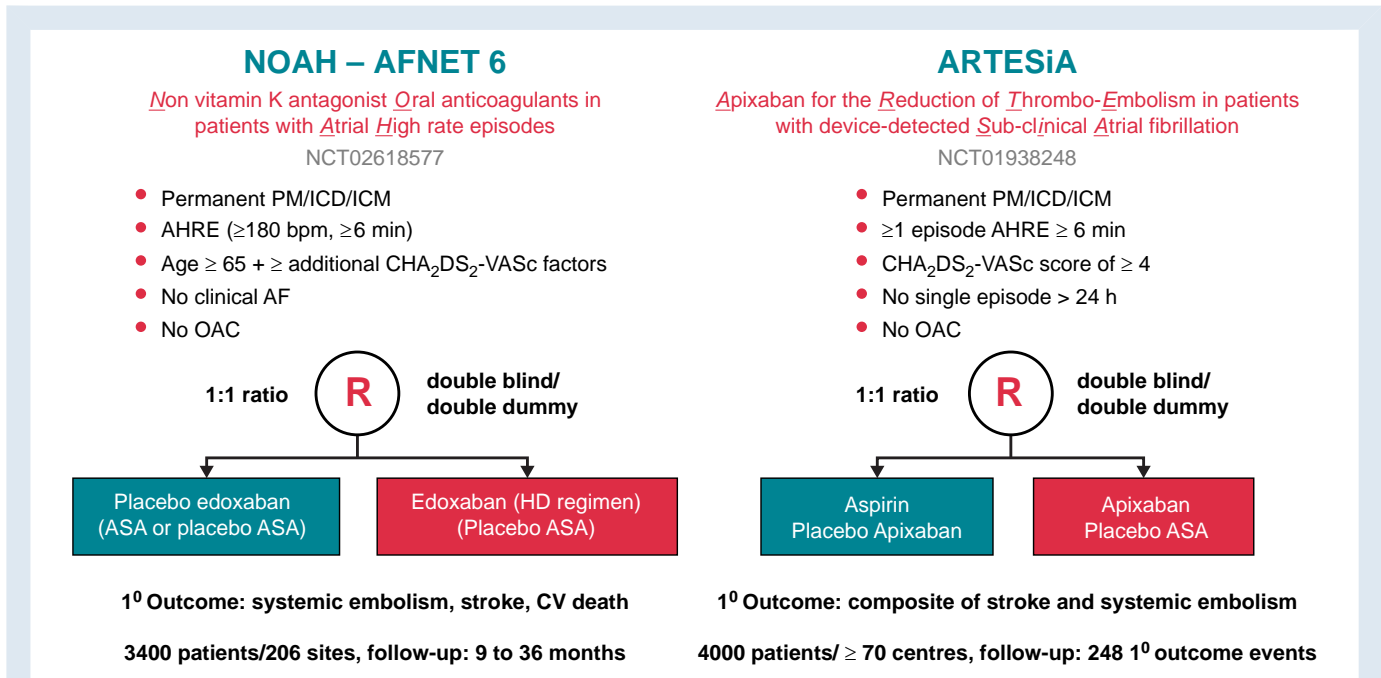 NOAH – AFNET 6
Non vitamin K antagonist Oral anticoagulants in
patients with Atrial High rate episodes
NCT02618577
• Permanent PM/ICD/ICM
• AHRE (≥180 bpm, ≥6 min)
• Age ≥ 65 + ≥ additional CHA₂DS₂-VASc factors
• No clinical AF
• No OAC
1:1 ratio
R
double blind/
double dummy
Placebo edoxaban
(ASA or placebo ASA)
Edoxaban (HD regimen)
(Placebo ASA)
1⁰ Outcome: systemic embolism, stroke, CV death
3400 patients/206 sites, follow-up: 9 to 36 months
ARTESiA
Apixaban for the Reduction of Thrombo-Embolism in patients
with device-detected Sub-clinical Atrial fibrillation
NCT01938248
• Permanent PM/ICD/ICM
• ≥1 episode AHRE ≥ 6 min
• CHA₂DS₂-VASc score of ≥ 4
• No single episode > 24 h
• No OAC
1:1 ratio
R
double blind/
double dummy
Aspirin
Placebo Apixaban
Apixaban
Placebo ASA
1⁰ Outcome: composite of stroke and systemic embolism
4000 patients/ ≥ 70 centres, follow-up: 248 1⁰ outcome events